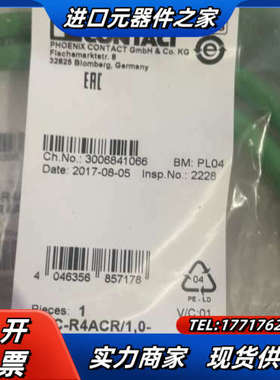 进口元器件之家
CONTACT
PHOENIX CONTACT GmbH & Co. KG
Flachsmarktstr. 8
32825 Blomberg, Germany
EAC
Ch.No.: 3006841066 BM: PL04
Date: 2017-08-05 Insp.No.: 2228
4 046356 857178
04
PE-LD
Pieces: 1
V/C:01
C-R4ACR/1,0-
开
票
TEL:1771762
实力商家 现货